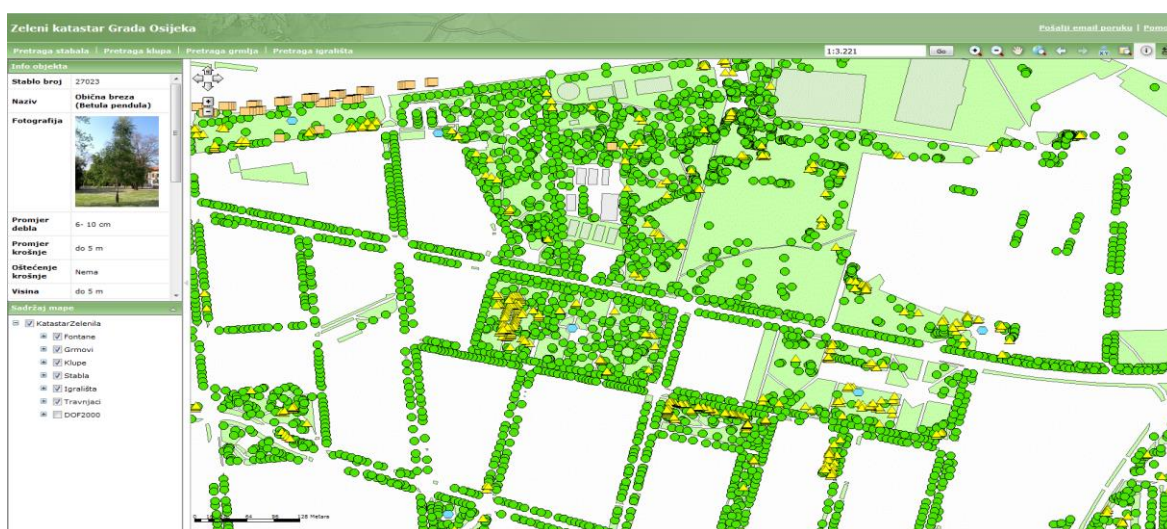 Zeleni katastar Grada Osijeka
Pošalji email poruku | Pomo
Pretraga stabala | Pretraga klupa | Pretraga grmlja | Pretraga igrališta
1:3.221 Go
Info objekta
Stablo broj 27023
Naziv Obična breza
(Betula pendula)
Fotografija
Promjer
debla 6- 10 cm
Promjer
krošnje do 5 m
Oštećenje
krošnje Nema
Visina do 5 m
Sadržaj mape
KatastarZelenila
Fontane
Grmovi
Klupe
Stabla
Igrališta
Travnjaci
DOF2000
128 Metara